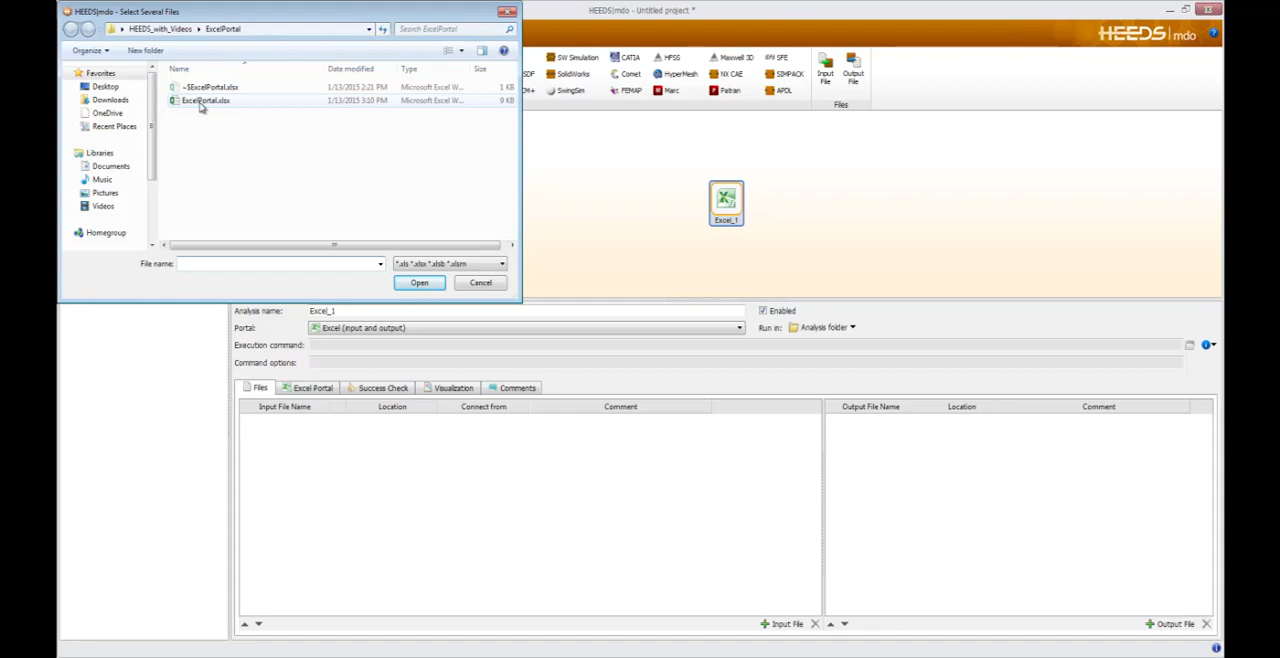 HEEDS|mdo - Select Several Files
HEEDS|mdo - Untitled project *
HEEDS_with_Videos
ExcelPortal
Search ExcelPortal
HEEDS | mdo
Organize
New folder
Name
Date modified
Type
Size
Favorites
Desktop
Downloads
OneDrive
Recent Places
Libraries
Documents
Music
Pictures
Videos
Homegroup
~$ExcelPortal.xlsx 1/13/2015 2:21 PM Microsoft Excel W... 1 KB
ExcelPortal.xlsx 1/13/2015 3:10 PM Microsoft Excel W... 9 KB
File name:
*.xls *.xlsx *.xlsb *.xlsm
Open
Cancel
SW Simulation CATIA HFSS Maxwell 3D SFE
SDF SolidWorks Comet HyperMesh NX CAE SIMPACK
CM+ SwingSim FEMAP Marc Patran APDL
Input File
Output File
Files
Excel_1
Analysis name: Excel_1
Enabled
Portal: Excel (input and output)
Run in: Analysis folder
Execution command:
Command options:
Files Excel Portal Success Check Visualization Comments
Input File Name Location Connect from Comment
Output File Name Location Comment
Input File
Output File